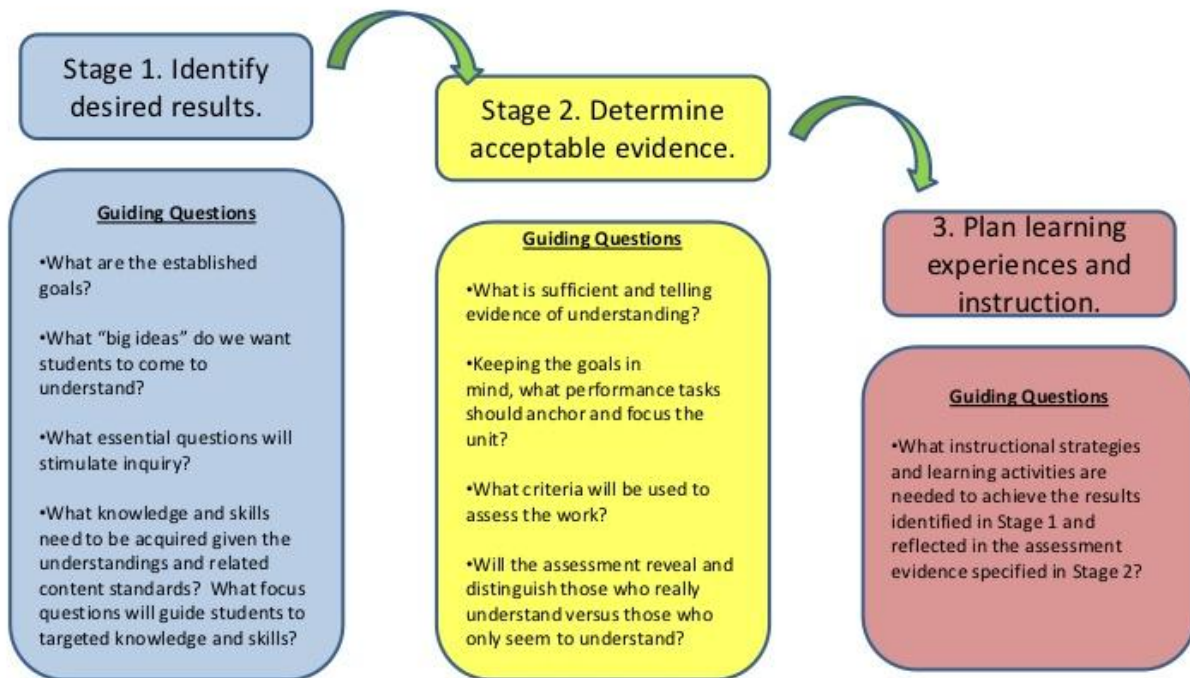 Stage 1. Identify
desired results.
Guiding Questions
•What are the established
goals?
•What “big ideas” do we want
students to come to
understand?
•What essential questions will
stimulate inquiry?
•What knowledge and skills
need to be acquired given the
understandings and related
content standards?  What focus
questions will guide students to
targeted knowledge and skills?
Stage 2. Determine
acceptable evidence.
Guiding Questions
•What is sufficient and telling
evidence of understanding?
•Keeping the goals in
mind, what performance tasks
should anchor and focus the
unit?
•What criteria will be used to
assess the work?
•Will the assessment reveal and
distinguish those who really
understand versus those who
only seem to understand?
3. Plan learning
experiences and
instruction.
Guiding Questions
•What instructional strategies
and learning activities are
needed to achieve the results
identified in Stage 1 and
reflected in the assessment
evidence specified in Stage 2?